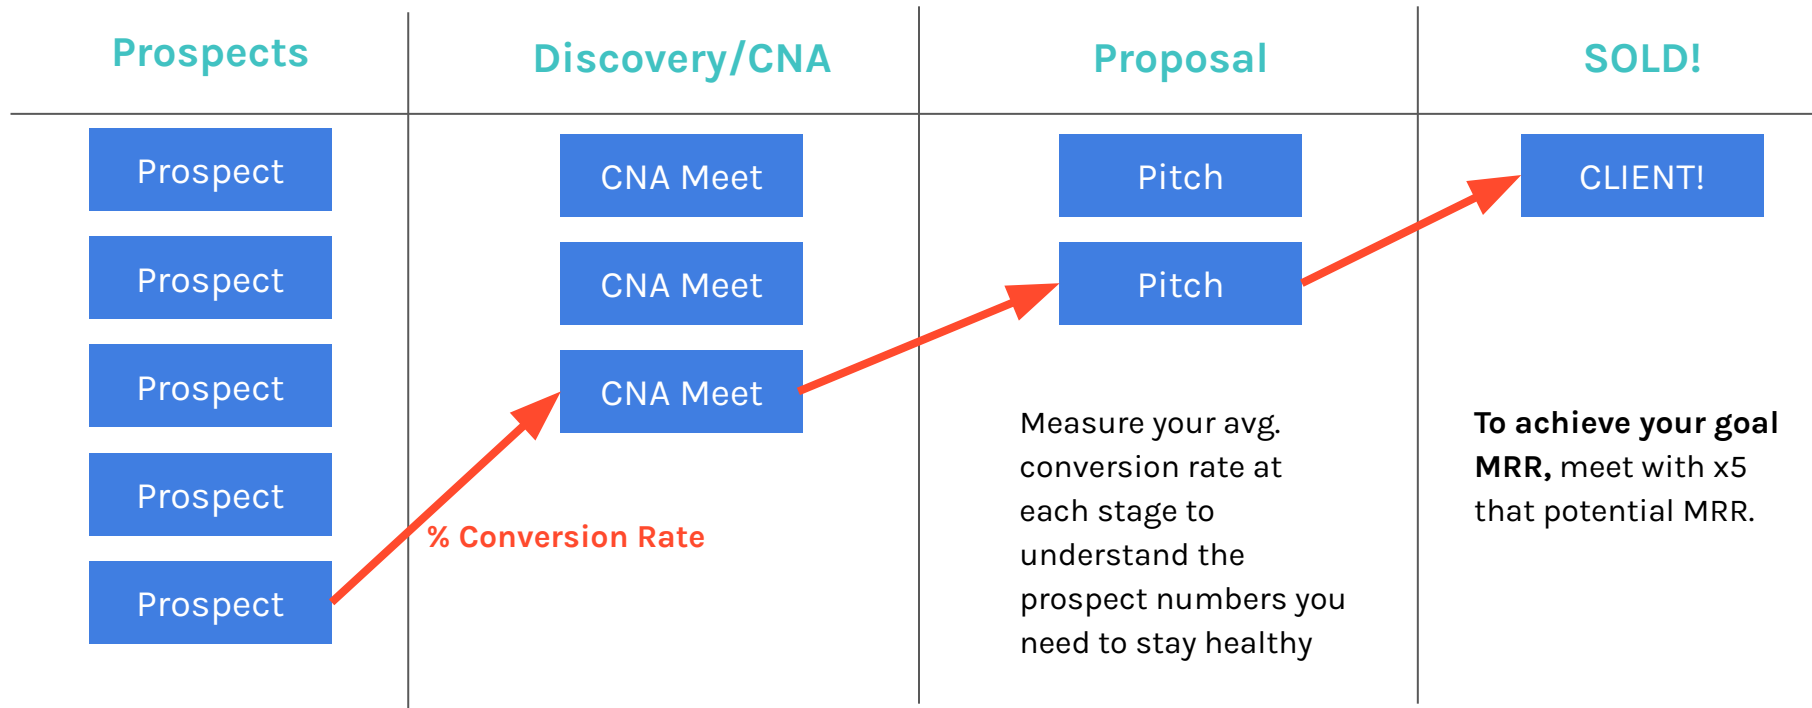 Prospects
Discovery/CNA
Proposal
SOLD!
Prospect
Prospect
Prospect
Prospect
Prospect
% Conversion Rate
CNA Meet
CNA Meet
CNA Meet
Pitch
Pitch
Measure your avg.
conversion rate at
each stage to
understand the
prospect numbers you
need to stay healthy
CLIENT!
To achieve your goal
MRR, meet with x5
that potential MRR.